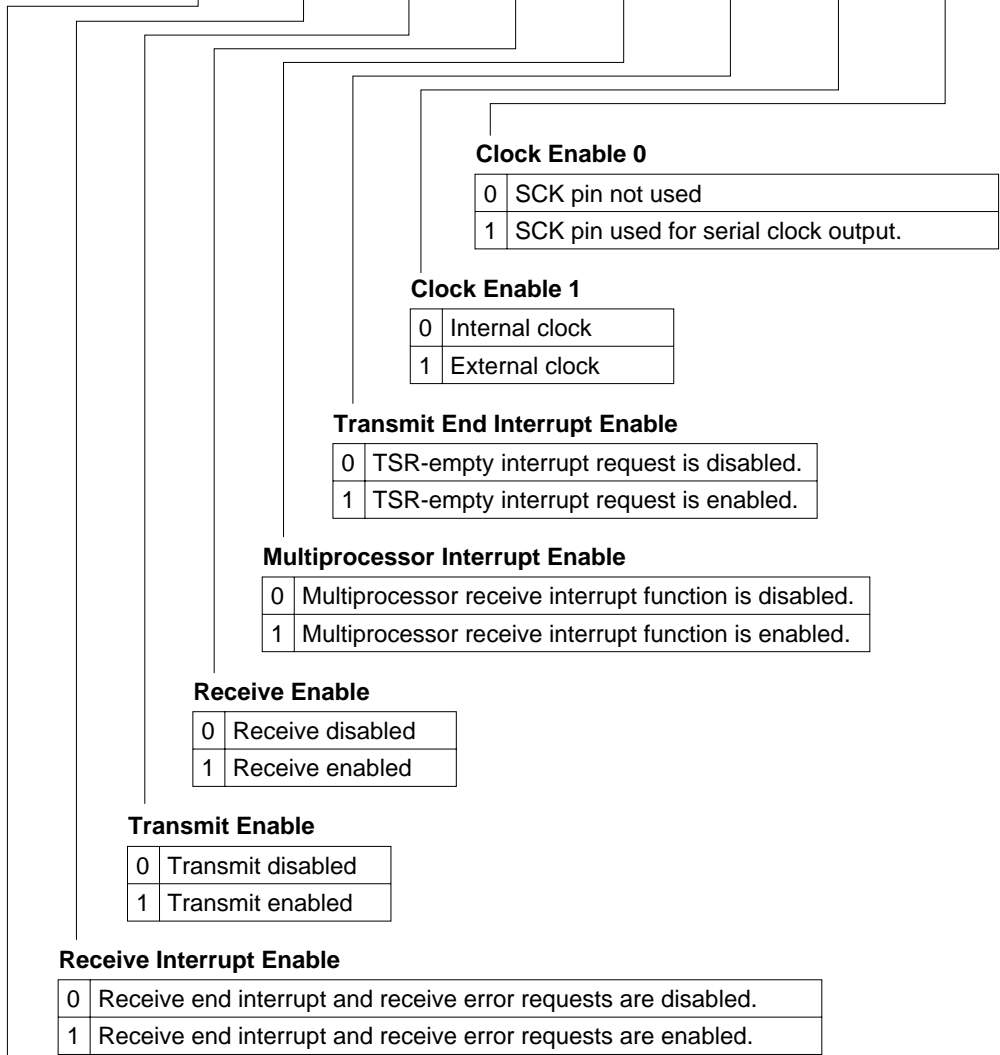 Clock Enable 0
0 SCK pin not used
1 SCK pin used for serial clock output.
Clock Enable 1
0 Internal clock
1 External clock
Transmit End Interrupt Enable
0 TSR-empty interrupt request is disabled.
1 TSR-empty interrupt request is enabled.
Multiprocessor Interrupt Enable
0 Multiprocessor receive interrupt function is disabled.
1 Multiprocessor receive interrupt function is enabled.
Receive Enable
0 Receive disabled
1 Receive enabled
Transmit Enable
0 Transmit disabled
1 Transmit enabled
Receive Interrupt Enable
0 Receive end interrupt and receive error requests are disabled.
1 Receive end interrupt and receive error requests are enabled.